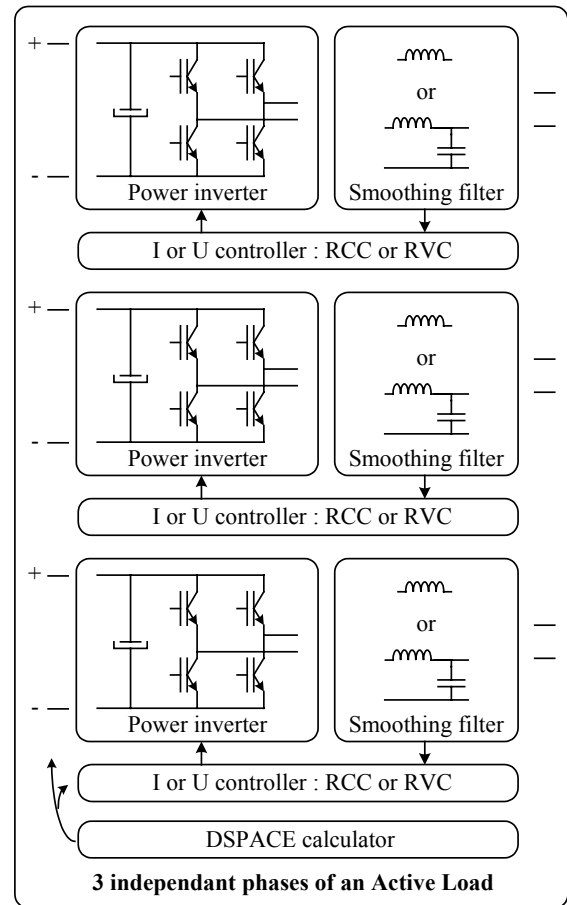 +
or
-
Power inverter
Smoothing filter
I or U controller : RCC or RVC
+
or
-
Power inverter
Smoothing filter
I or U controller : RCC or RVC
+
or
-
Power inverter
Smoothing filter
I or U controller : RCC or RVC
DSPACE calculator
3 independant phases of an Active Load